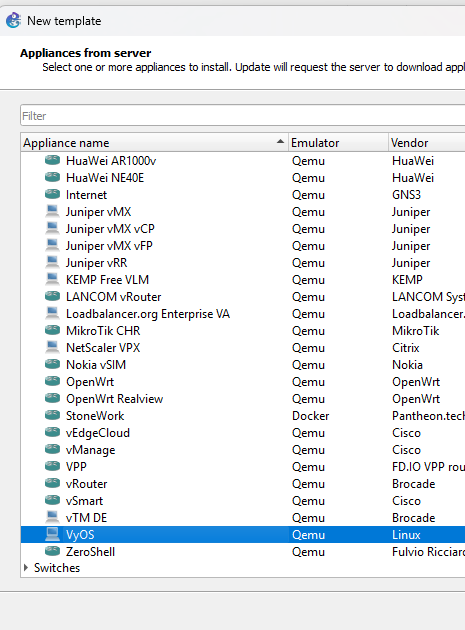 New template
Appliances from server
Select one or more appliances to install. Update will request the server to download appl
Filter
Appliance name Emulator Vendor
HuaWei AR1000v Qemu HuaWei
HuaWei NE40E Qemu HuaWei
Internet Qemu GNS3
Juniper vMX Qemu Juniper
Juniper vMX vCP Qemu Juniper
Juniper vMX vFP Qemu Juniper
Juniper vRR Qemu Juniper
KEMP Free VLM Qemu KEMP
LANCOM vRouter Qemu LANCOM Syst
Loadbalancer.org Enterprise VA Qemu Loadbalancer.
MikroTik CHR Qemu MikroTik
NetScaler VPX Qemu Citrix
Nokia vSIM Qemu Nokia
OpenWrt Qemu OpenWrt
OpenWrt Realview Qemu OpenWrt
StoneWork Docker Pantheon.tech
vEdgeCloud Qemu Cisco
vManage Qemu Cisco
VPP Qemu FD.IO VPP rou
vRouter Qemu Brocade
vSmart Qemu Cisco
vTM DE Qemu Brocade
VyOS Qemu Linux
ZeroShell Qemu Fulvio Ricciard
Switches